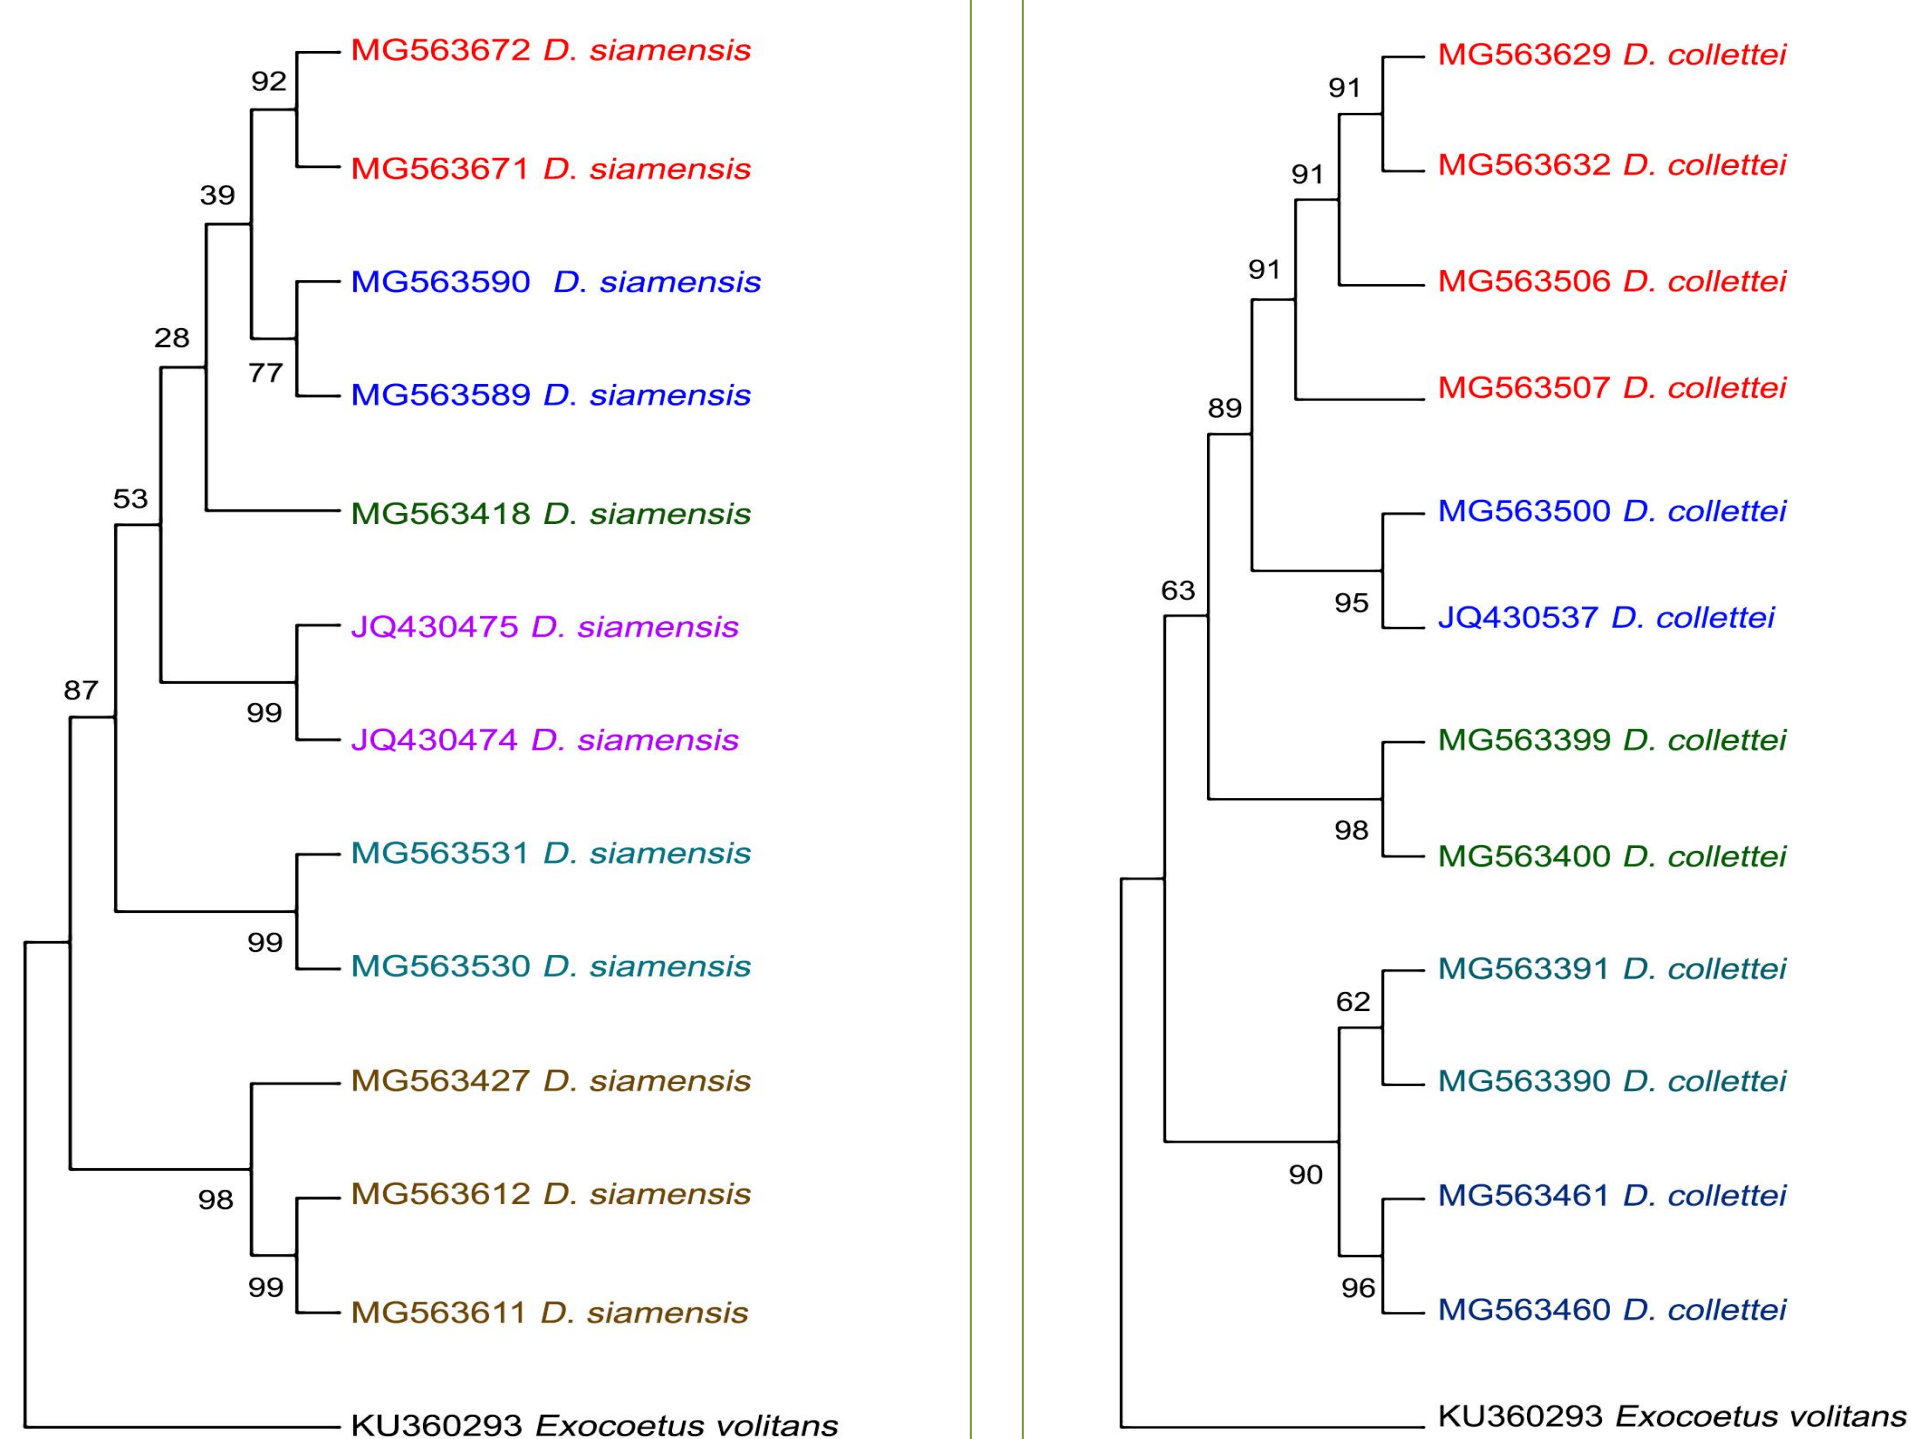 MG563672 D. siamensis
92
MG563671 D. siamensis
39
MG563590 D. siamensis
28
77
MG563589 D. siamensis
53
MG563418 D. siamensis
JQ430475 D. siamensis
87
99
JQ430474 D. siamensis
MG563531 D. siamensis
99
MG563530 D. siamensis
MG563427 D. siamensis
98
MG563612 D. siamensis
99
MG563611 D. siamensis
KU360293 Exocoetus volitans
MG563629 D. collettei
91
MG563632 D. collettei
91
MG563506 D. collettei
91
MG563507 D. collettei
89
MG563500 D. collettei
63
95
JQ430537 D. collettei
MG563399 D. collettei
98
MG563400 D. collettei
MG563391 D. collettei
62
MG563390 D. collettei
90
MG563461 D. collettei
96
MG563460 D. collettei
KU360293 Exocoetus volitans